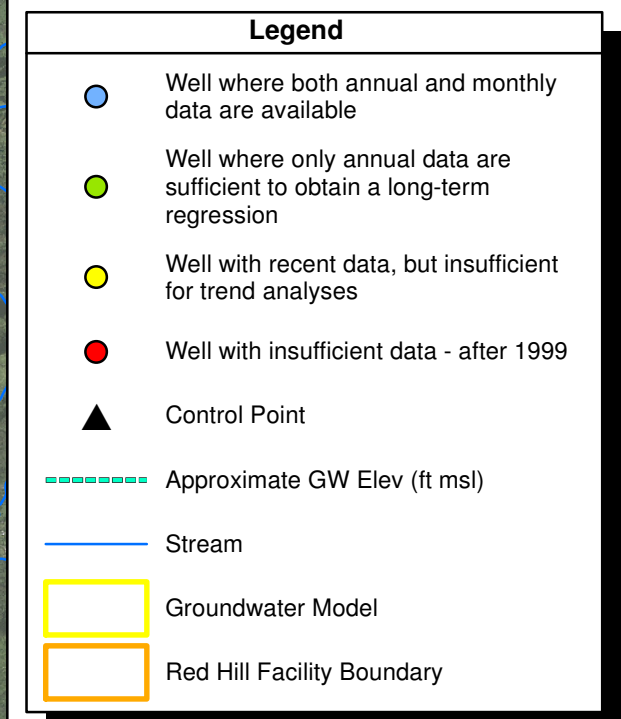 Legend
Well where both annual and monthly
data are available
Well where only annual data are
sufficient to obtain a long-term
regression
Well with recent data, but insufficient
for trend analyses
Well with insufficient data - after 1999
Control Point
Approximate GW Elev (ft msl)
Stream
Groundwater Model
Red Hill Facility Boundary